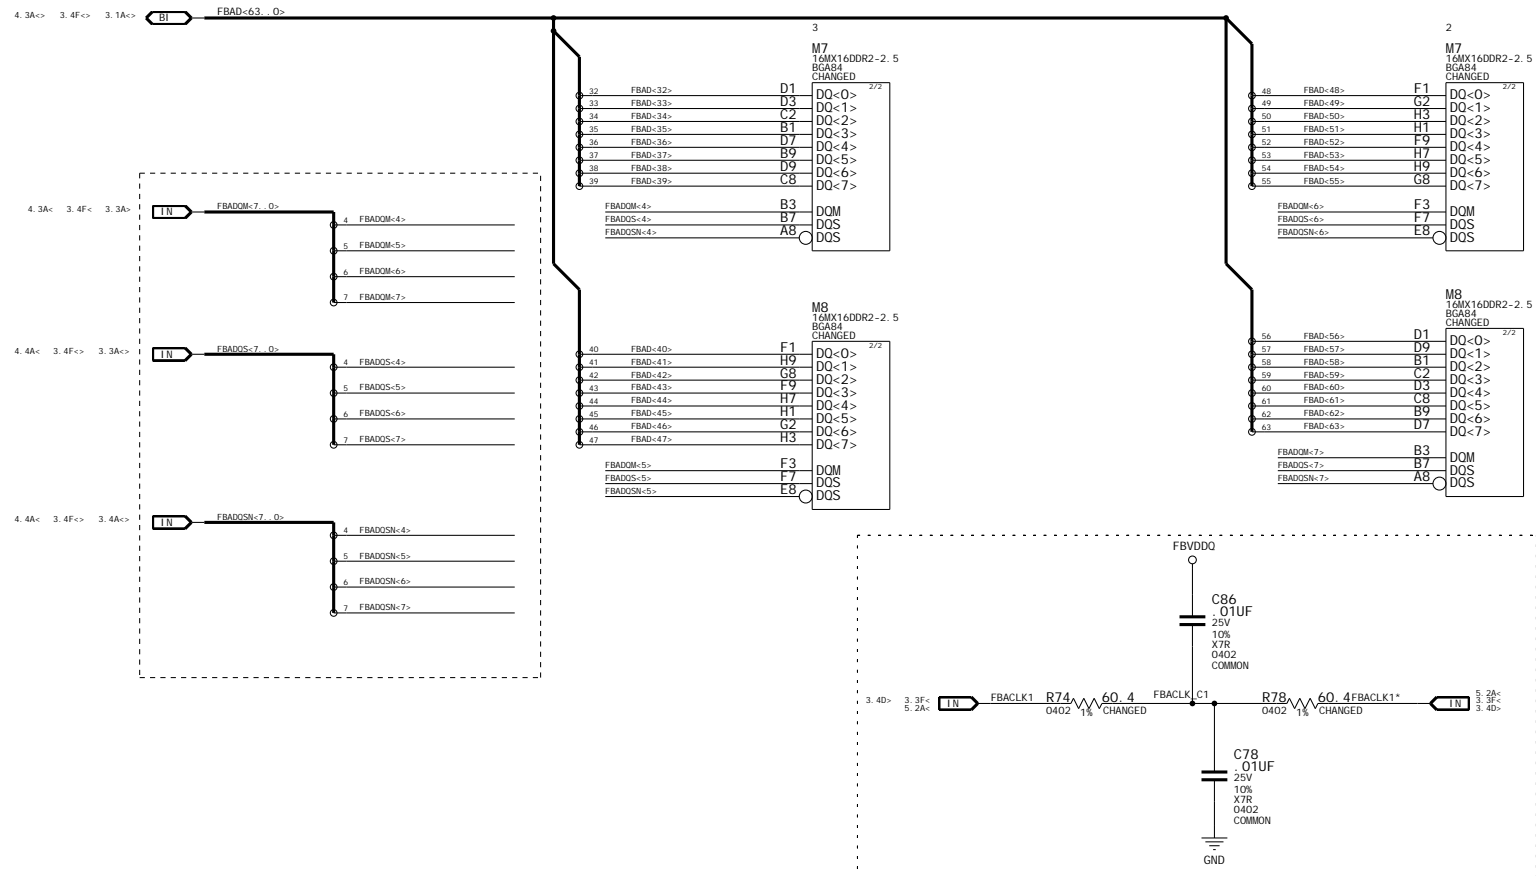 4.3A<> 3.4F<> 3.1A<> BI FBAD<63..0>
3
M7
16MX16DDR2-2.5
BGA84
CHANGED
2/2
32 FBAD<32> D1 DQ<0>
33 FBAD<33> D3 DQ<1>
34 FBAD<34> C2 DQ<2>
35 FBAD<35> B1 DQ<3>
36 FBAD<36> D7 DQ<4>
37 FBAD<37> B9 DQ<5>
38 FBAD<38> D9 DQ<6>
39 FBAD<39> C8 DQ<7>
FBADQM<4> B3 DQM
FBADQS<4> B7 DQS
FBADQSN<4> A8 DQS
2
M7
16MX16DDR2-2.5
BGA84
CHANGED
2/2
48 FBAD<48> F1 DQ<0>
49 FBAD<49> G2 DQ<1>
50 FBAD<50> H3 DQ<2>
51 FBAD<51> H1 DQ<3>
52 FBAD<52> F9 DQ<4>
53 FBAD<53> H7 DQ<5>
54 FBAD<54> H9 DQ<6>
55 FBAD<55> G8 DQ<7>
FBADQM<6> F3 DQM
FBADQS<6> F7 DQS
FBADQSN<6> E8 DQS
4.3A< 3.4F< 3.3A> IN FBADQM<7..0>
4 FBADQM<4>
5 FBADQM<5>
6 FBADQM<6>
7 FBADQM<7>
4.4A< 3.4F<> 3.3A<> IN FBADQS<7..0>
4 FBADQS<4>
5 FBADQS<5>
6 FBADQS<6>
7 FBADQS<7>
4.4A< 3.4F<> 3.4A<> IN FBADQSN<7..0>
4 FBADQSN<4>
5 FBADQSN<5>
6 FBADQSN<6>
7 FBADQSN<7>
M8
16MX16DDR2-2.5
BGA84
CHANGED
2/2
40 FBAD<40> F1 DQ<0>
41 FBAD<41> H9 DQ<1>
42 FBAD<42> G8 DQ<2>
43 FBAD<43> F9 DQ<3>
44 FBAD<44> H7 DQ<4>
45 FBAD<45> H1 DQ<5>
46 FBAD<46> G2 DQ<6>
47 FBAD<47> H3 DQ<7>
FBADQM<5> F3 DQM
FBADQS<5> F7 DQS
FBADQSN<5> E8 DQS
M8
16MX16DDR2-2.5
BGA84
CHANGED
2/2
56 FBAD<56> D1 DQ<0>
57 FBAD<57> D9 DQ<1>
58 FBAD<58> B1 DQ<2>
59 FBAD<59> C2 DQ<3>
60 FBAD<60> D3 DQ<4>
61 FBAD<61> C8 DQ<5>
62 FBAD<62> B9 DQ<6>
63 FBAD<63> D7 DQ<7>
FBADQM<7> B3 DQM
FBADQS<7> B7 DQS
FBADQSN<7> A8 DQS
FBVDDQ
C86
.01UF
25V
10%
X7R
0402
COMMON
3.4D> 3.3F<
5.2A<
IN FBACLK1 R74 60.4 FBACLK_C1 R78 60.4 FBACLK1* IN
0402 1% CHANGED 0402 1% CHANGED
5.2A<
3.3F<
3.4D>
C78
.01UF
25V
10%
X7R
0402
COMMON
GND